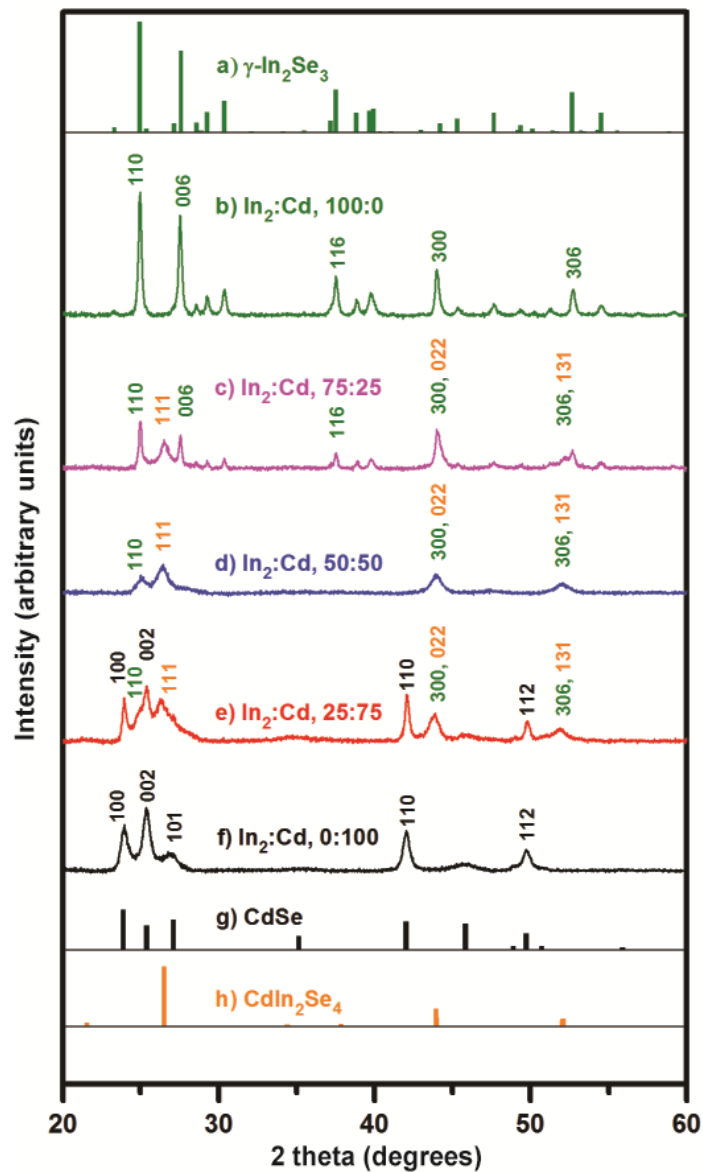 a) γ-In₂Se₃
110
006
b) In₂:Cd, 100:0
116
300
306
110
111
006
c) In₂:Cd, 75:25
116
300, 022
306, 131
110
111
d) In₂:Cd, 50:50
300, 022
306, 131
100
110
002
111
e) In₂:Cd, 25:75
110
300, 022
112
306, 131
100
002
101
f) In₂:Cd, 0:100
110
112
g) CdSe
h) CdIn₂Se₄
20 30 40 50 60
2 theta (degrees)
Intensity (arbitrary units)